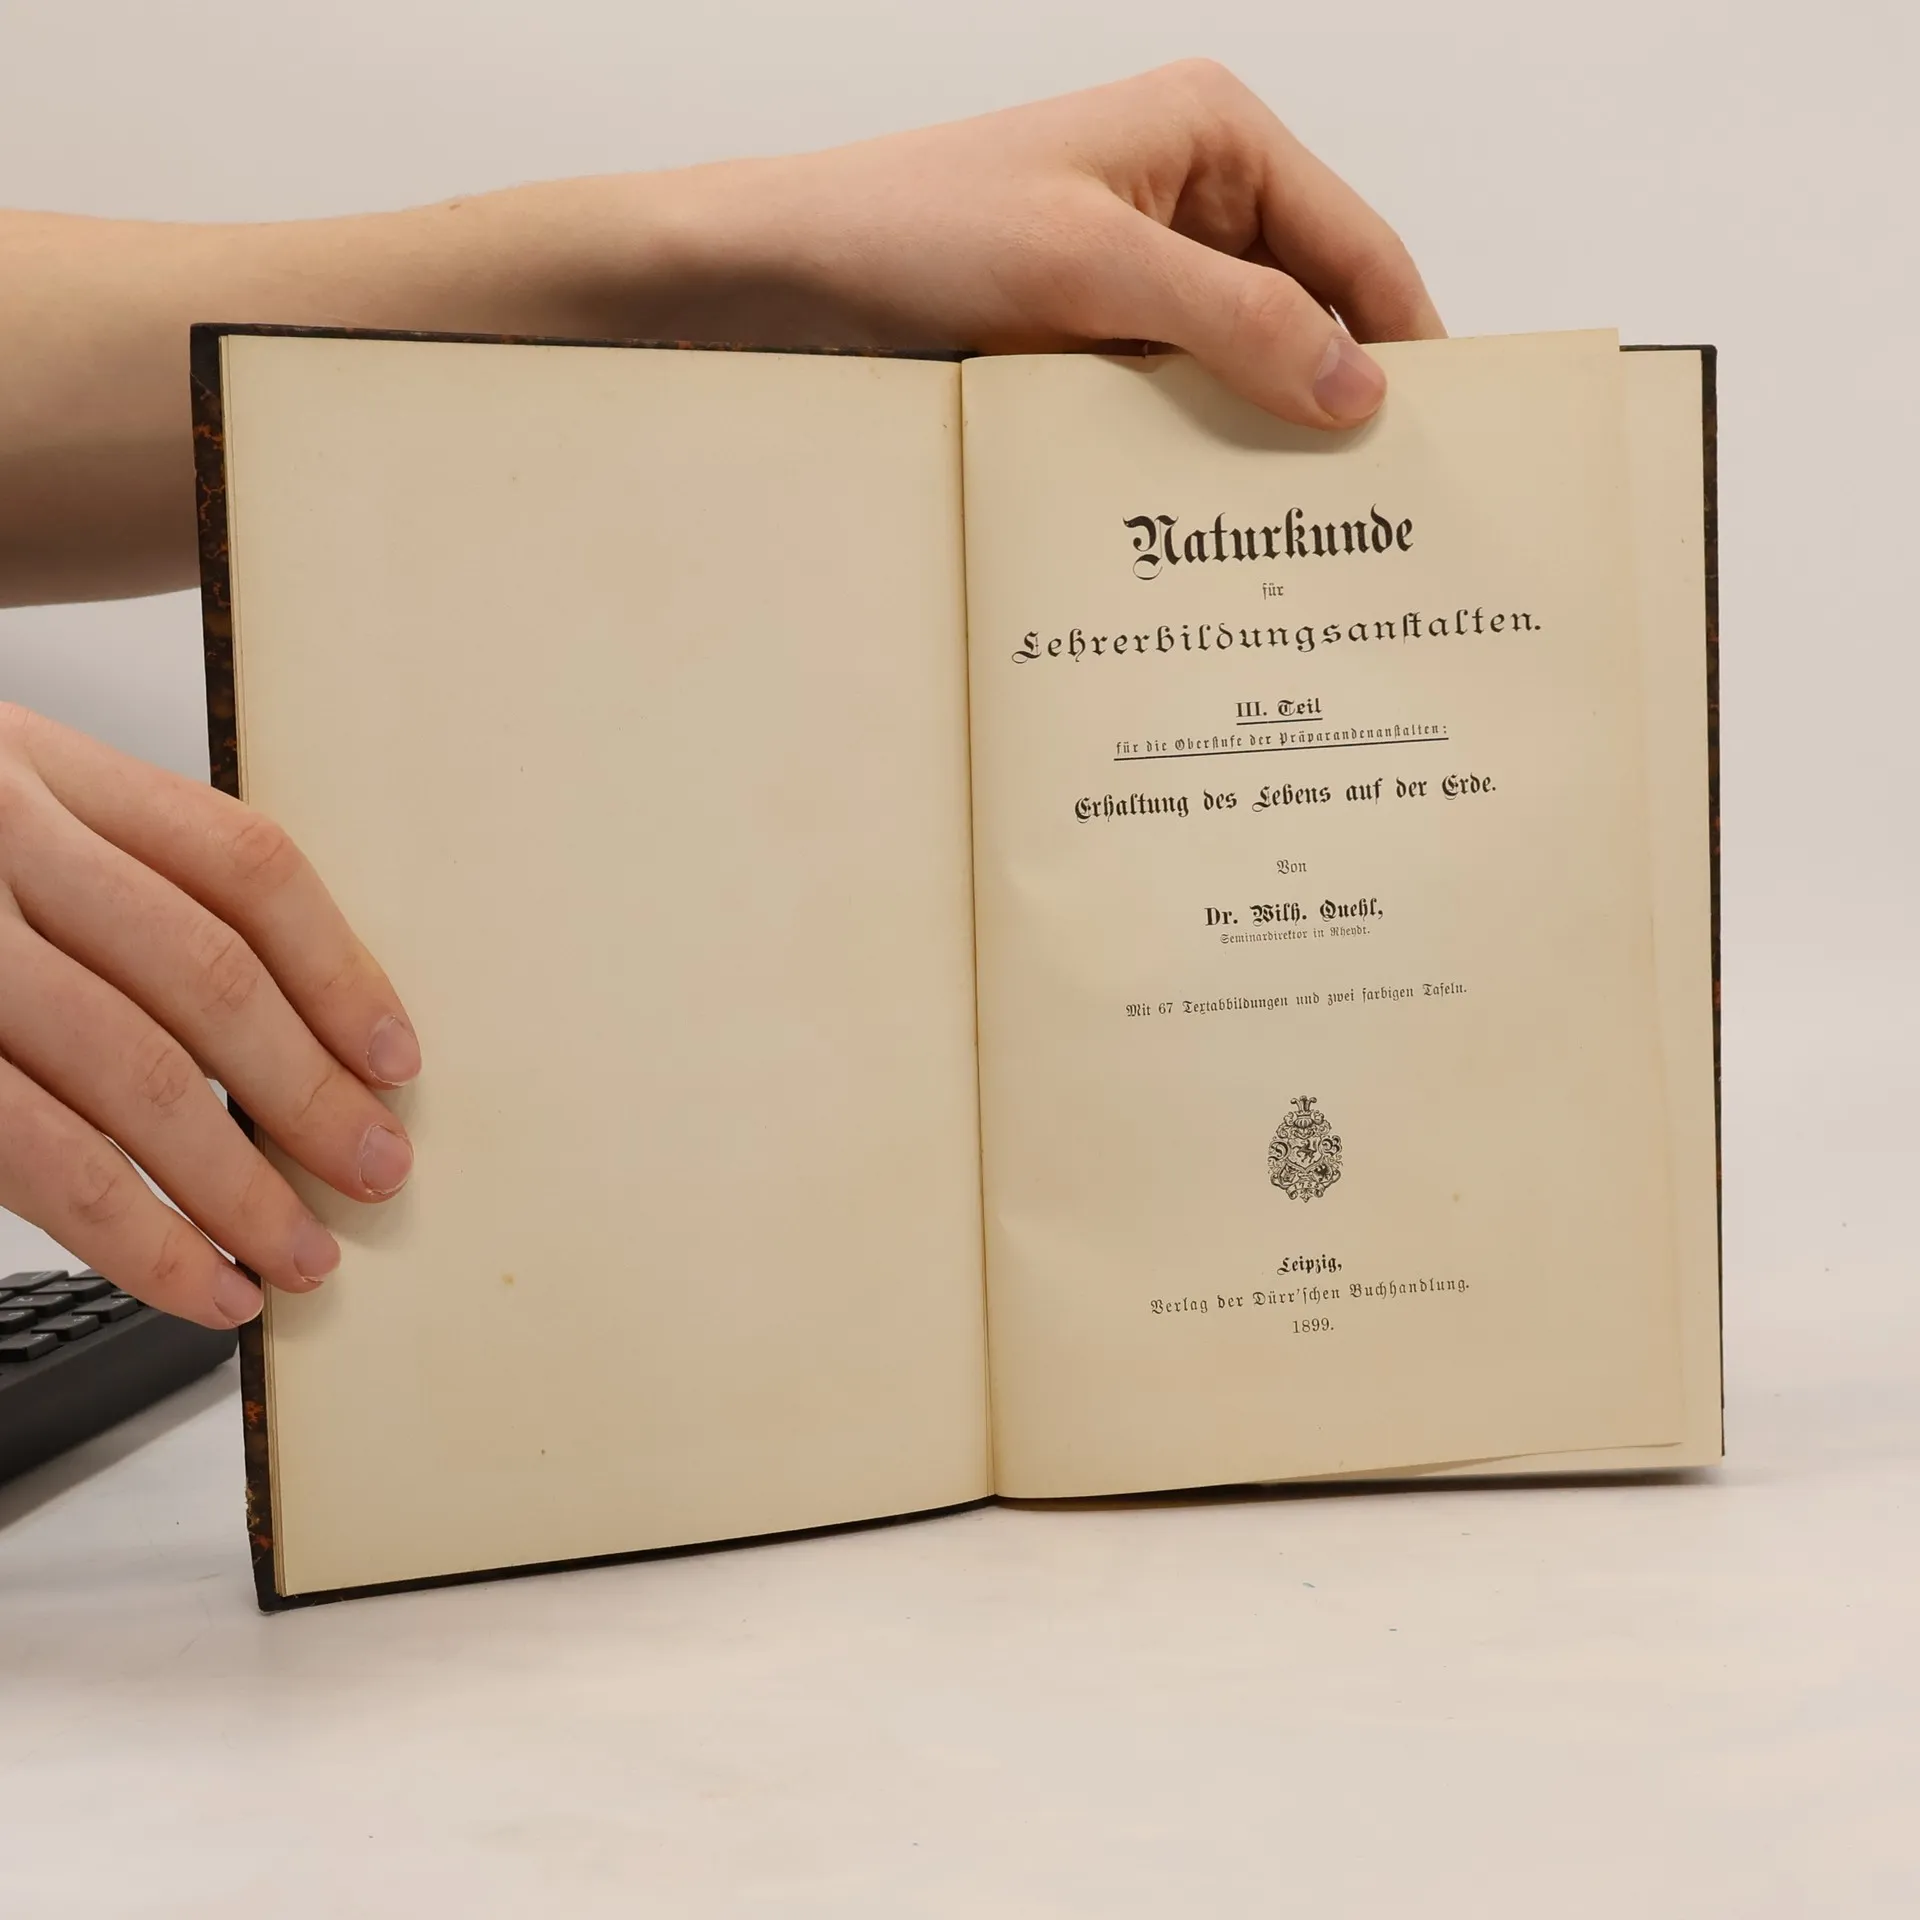 Naturkunde
für
Lehrerbildungsanstalten.
III. Teil
für die Oberstufe der Präparandenanstalten:
Erhaltung des Lebens auf der Erde.
Von
Dr. Wilh. Quehl,
Seminardirektor in Rheydt.
Mit 67 Textabbildungen und zwei farbigen Tafeln.
D B
Leipzig,
Verlag der Dürr'schen Buchhandlung.
1899.